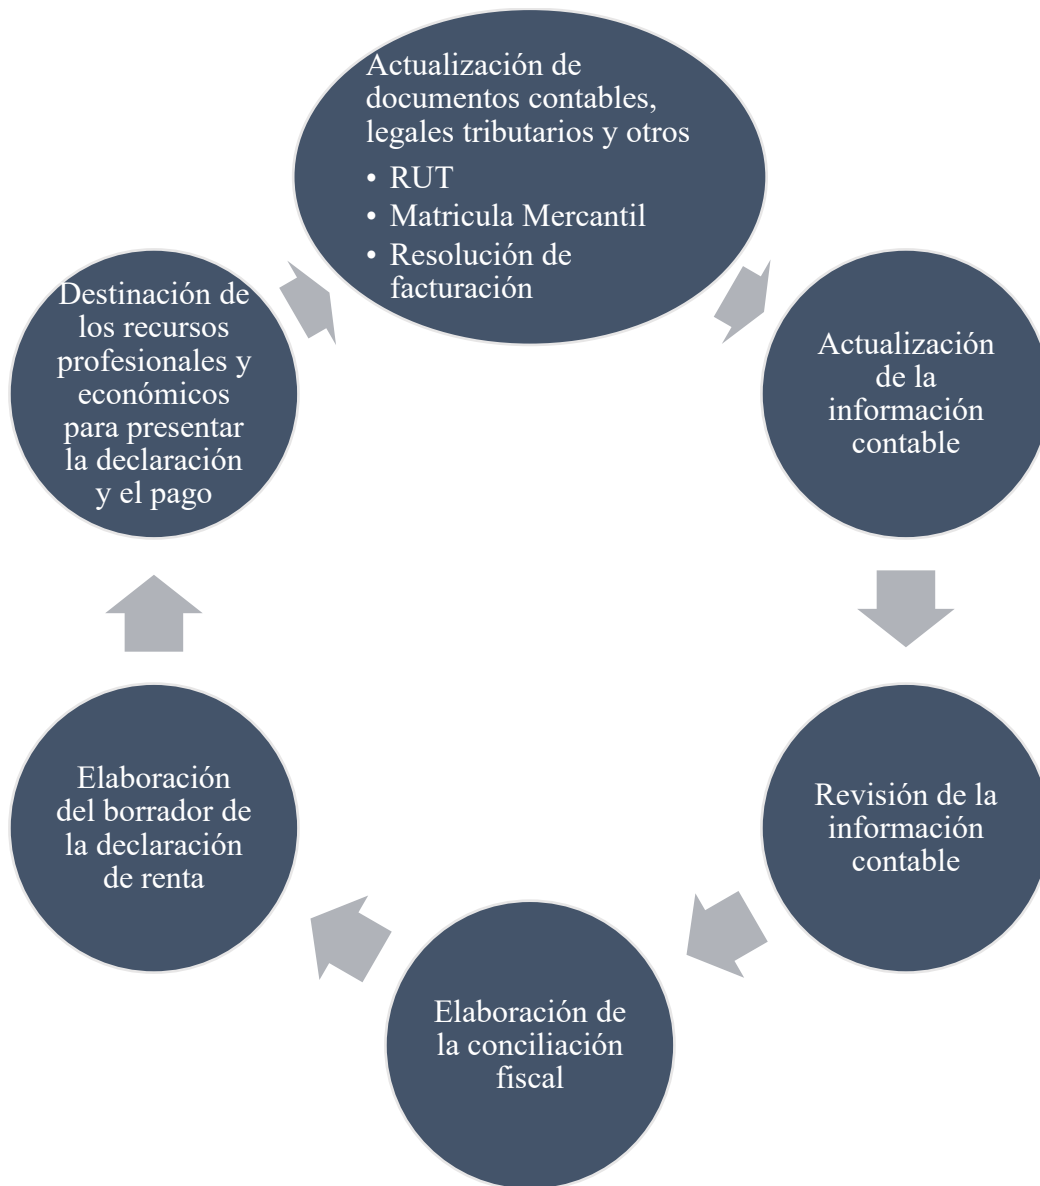 Actualización de
documentos contables,
legales tributarios y otros
• RUT
• Matricula Mercantil
• Resolución de
facturación
Actualización
de la
información
contable
Revisión de la
información
contable
Elaboración de
la conciliación
fiscal
Elaboración
del borrador de
la declaración
de renta
Destinación de
los recursos
profesionales y
económicos
para presentar
la declaración
y el pago